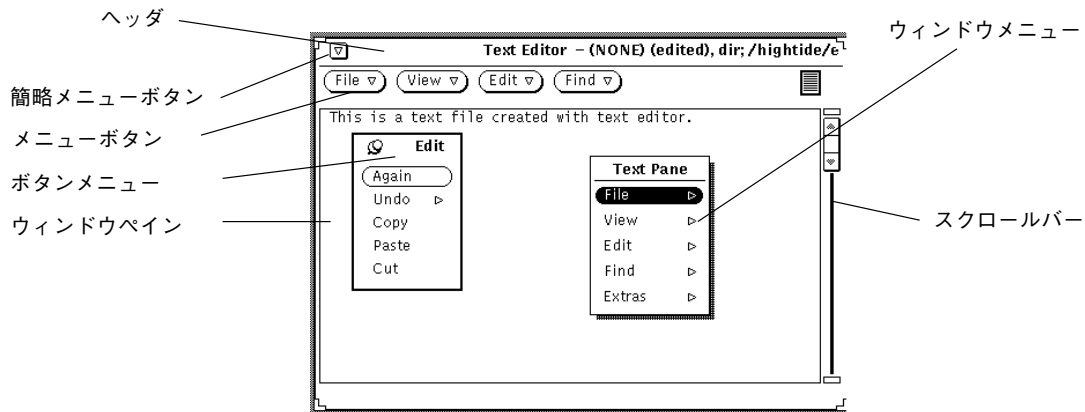 ヘッダ
ウィンドウメニュー
Text Editor – (NONE) (edited), dir; /hightide/e
簡略メニューボタン
File View Edit Find
メニューボタン
This is a text file created with text editor.
ボタンメニュー
Edit
Again
Undo
Copy
Paste
Cut
ウィンドウペイン
Text Pane
File
View
Edit
Find
Extras
スクロールバー